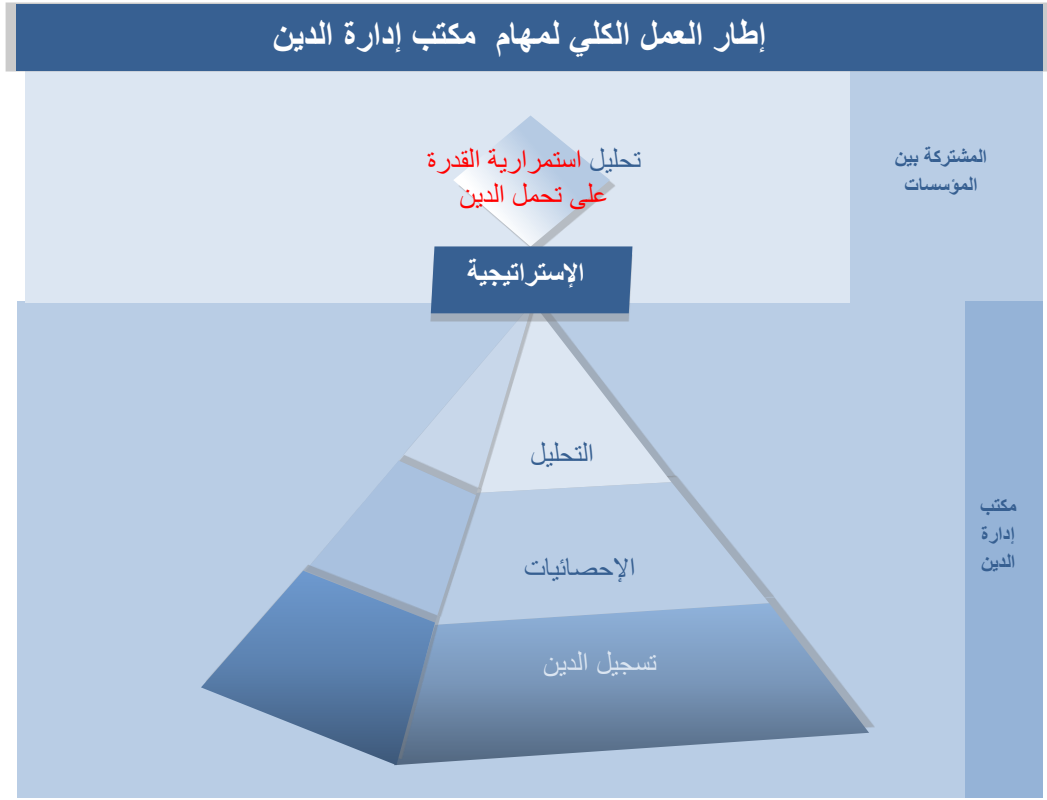 إطار العمل الكلي لمهام مكتب إدارة الدين
المشتركة بين
المؤسسات
تحليل استمرارية القدرة
على تحمل الدين
الإستراتيجية
التحليل
الإحصائيات
تسجيل الدين
مكتب
إدارة
الدين